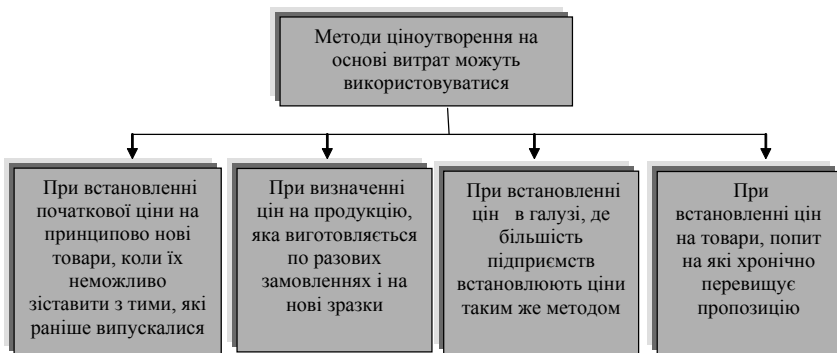 Методи ціноутворення на
основі витрат можуть
використовуватися
При встановленні
початкової ціни на
принципово нові
товари, коли їх
неможливо
зіставити з тими, які
раніше випускалися
При визначенні
цін на продукцію,
яка виготовляється
по разових
замовленнях і на
нові зразки
При встановленні
цін в галузі, де
більшість
підприємств
встановлюють ціни
таким же методом
При
встановленні цін
на товари, попит
на які хронічно
перевищує
пропозицію